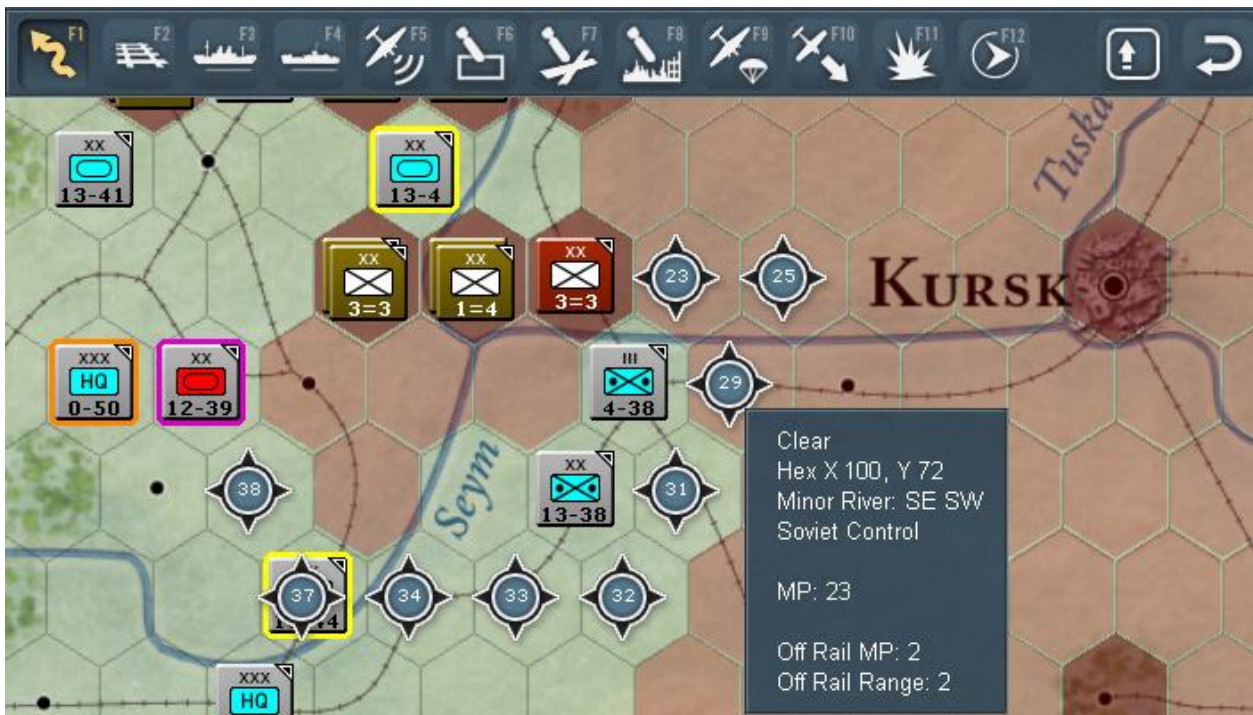 F1 F2 F3 F4 F5 F6 F7 F8 F9 F10 F11 F12
Tuska
XX XX
13-41 13-4
XX XX XX
3=3 1=4 3=3 23 25 KURSK
XXX XX III
HQ
0-50 12-39 4-38 29
Clear
Hex X 100, Y 72
Minor River: SE SW
Soviet Control
MP: 23
Off Rail MP: 2
Off Rail Range: 2
Seym
XX
38 13-38 31
37 34 33 32
XXX
HQ